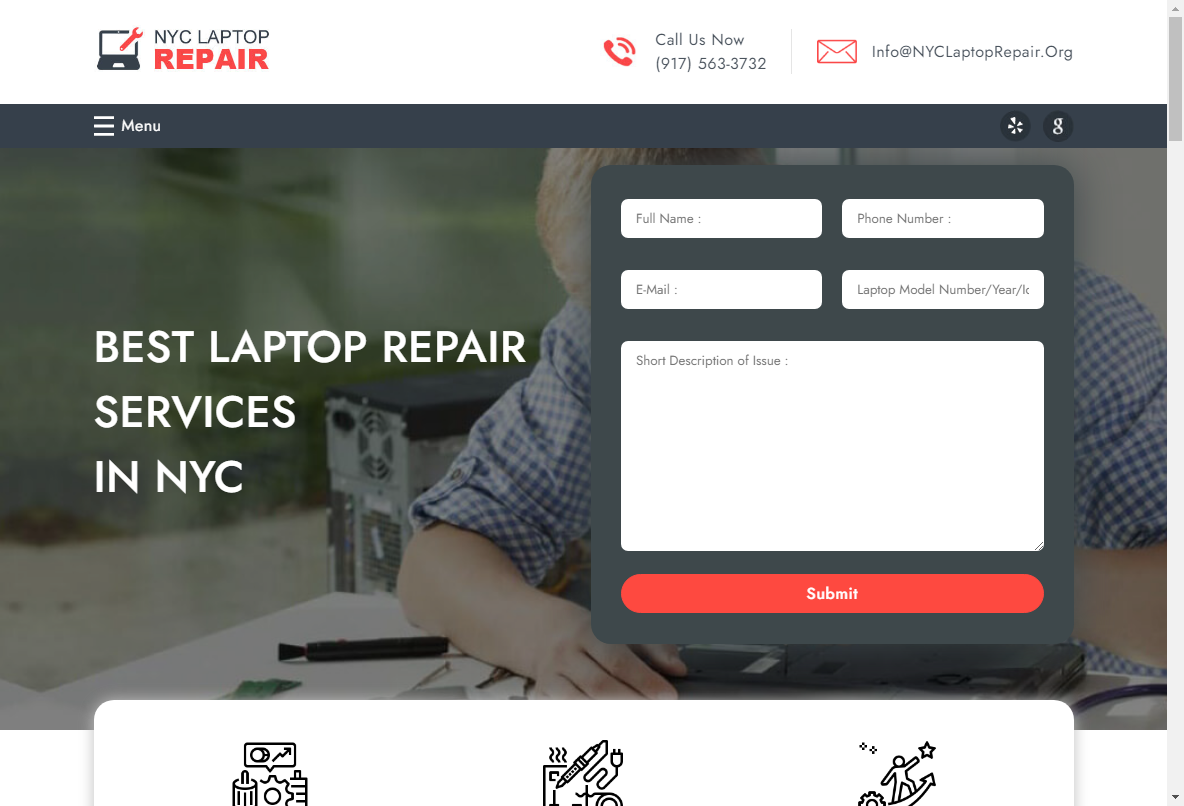 NYC LAPTOP
REPAIR
Call Us Now
(917) 563-3732
Info@NYCLaptopRepair.Org
Menu
BEST LAPTOP REPAIR
SERVICES
IN NYC
Full Name :
Phone Number :
E-Mail :
Laptop Model Number/Year/Id
Short Description of Issue :
Submit